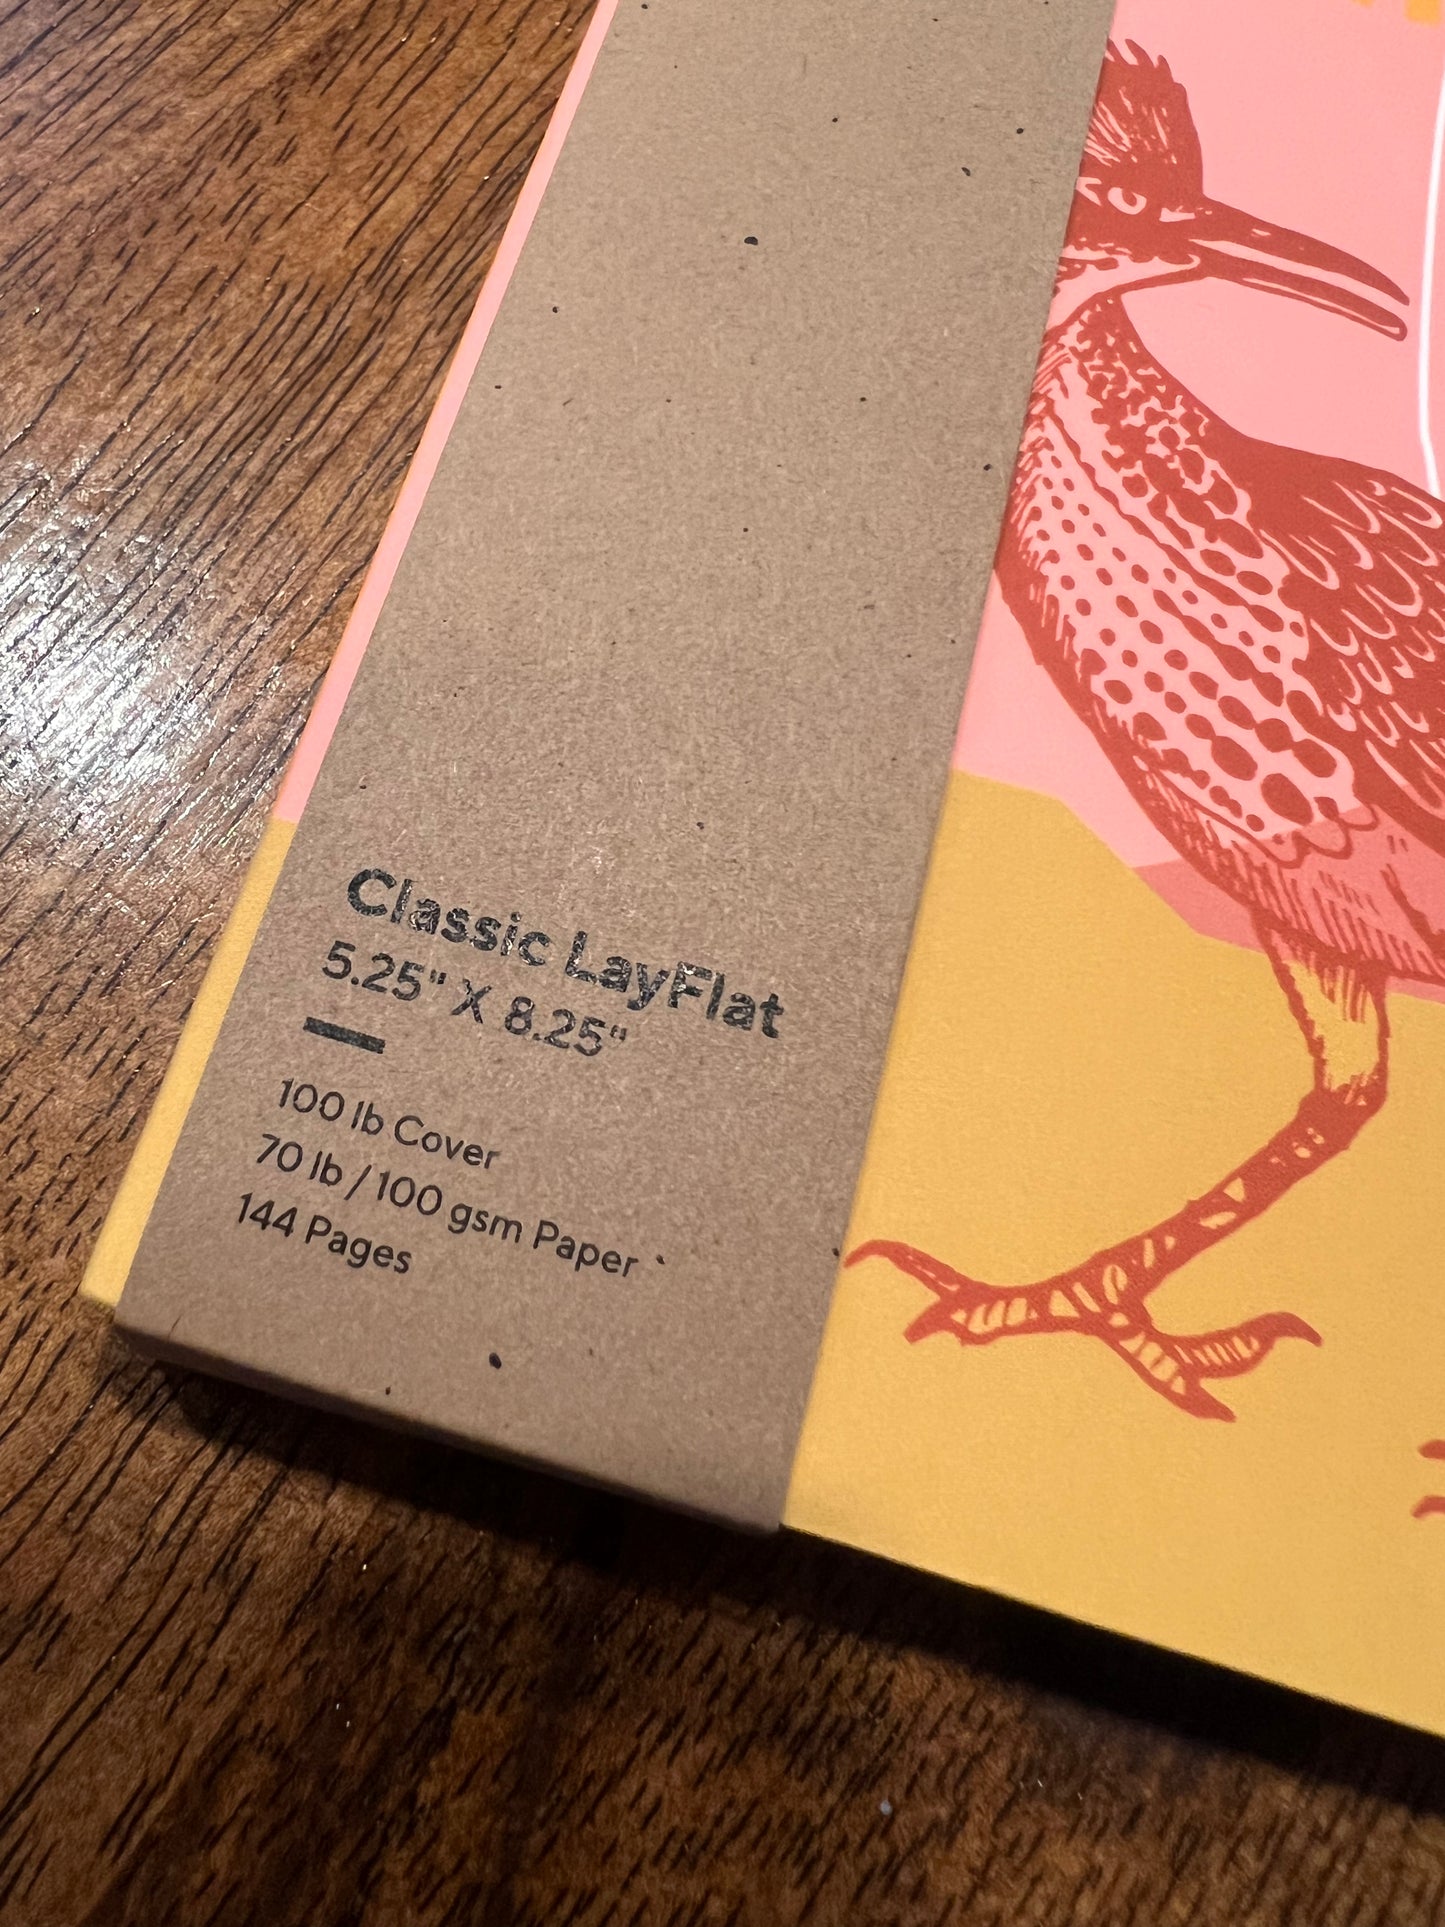 Classic LayFlat
5.25" X 8.25"
100 lb Cover
70 lb / 100 gsm Paper
144 Pages